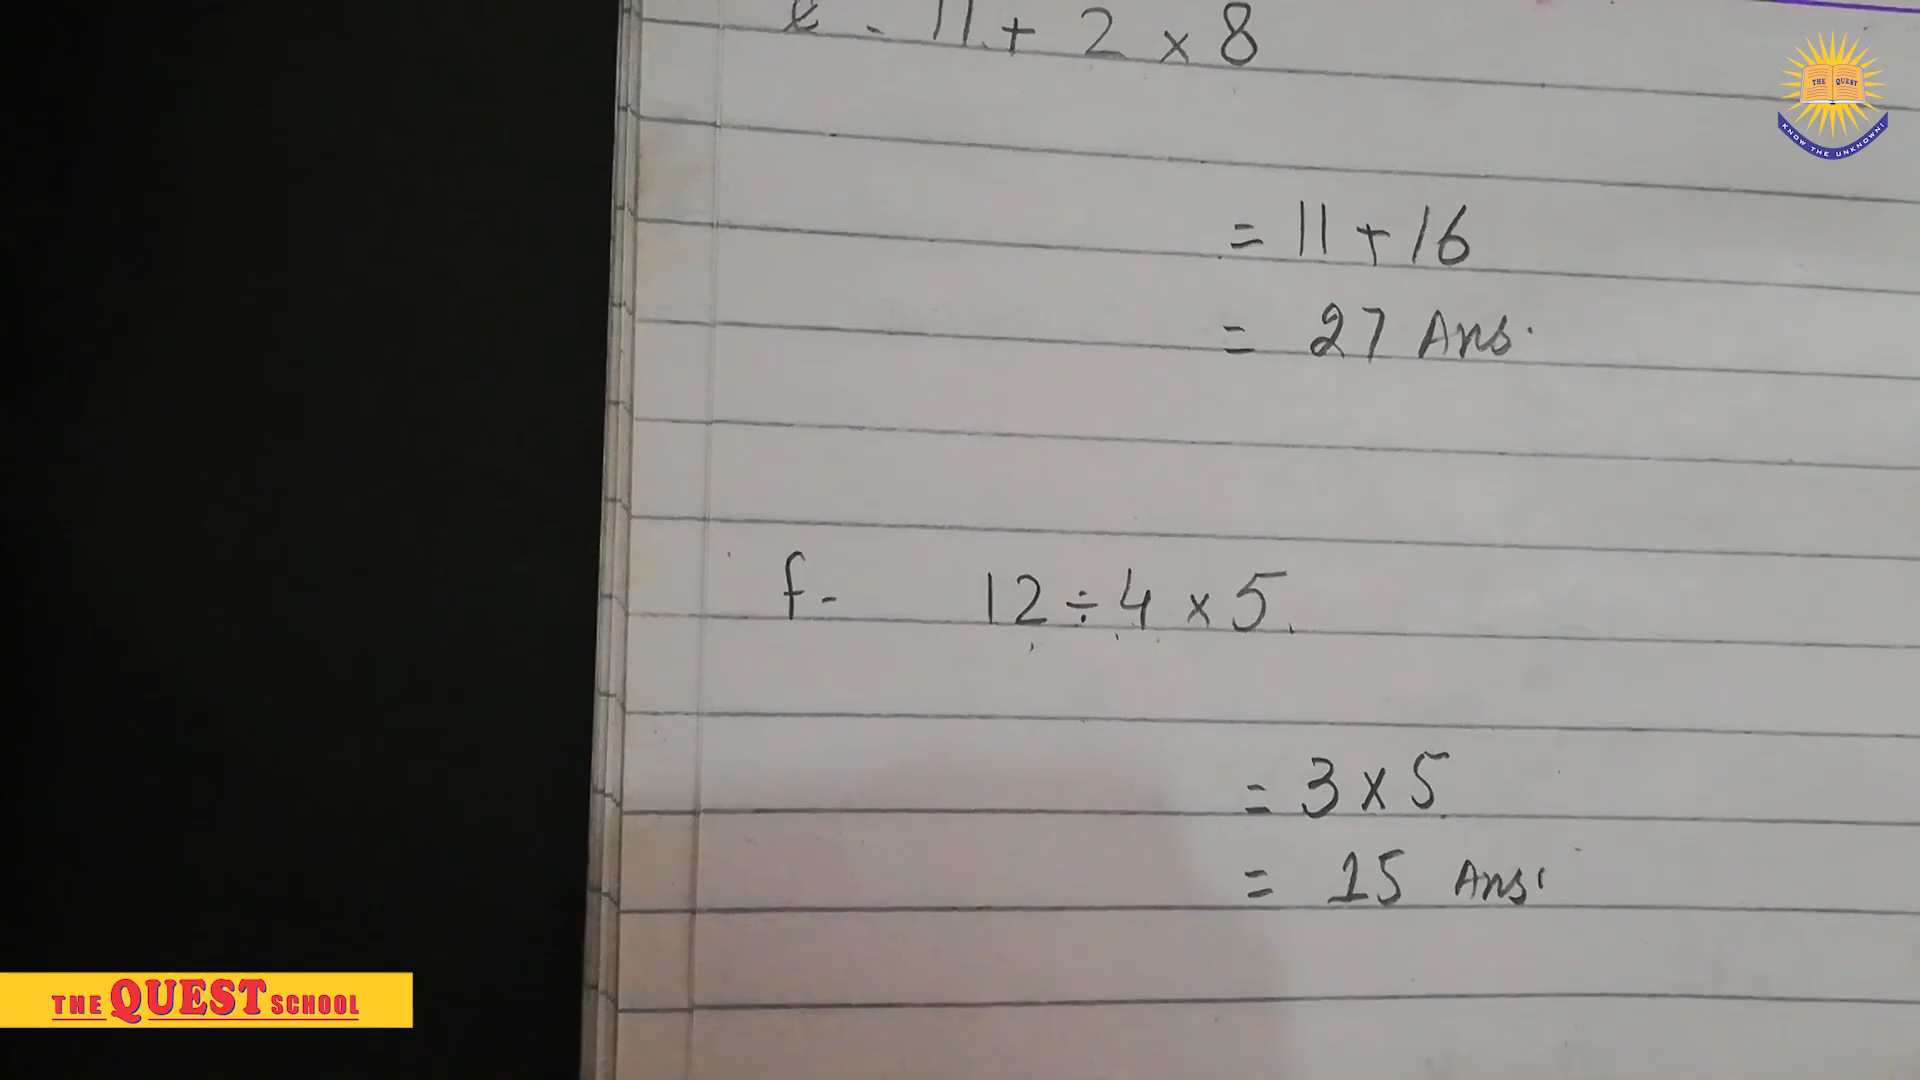 e - 11 + 2 × 8
THE QUEST
KNOW THE UNKNOWN!
= 11 + 16
= 27 Ans.
f - 12 ÷ 4 × 5
= 3 × 5
= 15 Ans.
THE QUEST SCHOOL